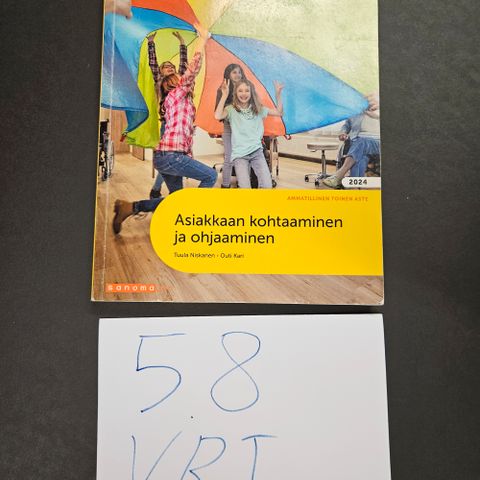 2024
AMMATILLINEN TOINEN ASTE
Asiakkaan kohtaaminen
ja ohjaaminen
Tuula Niskanen · Outi Kari
sanoma
58
VRT